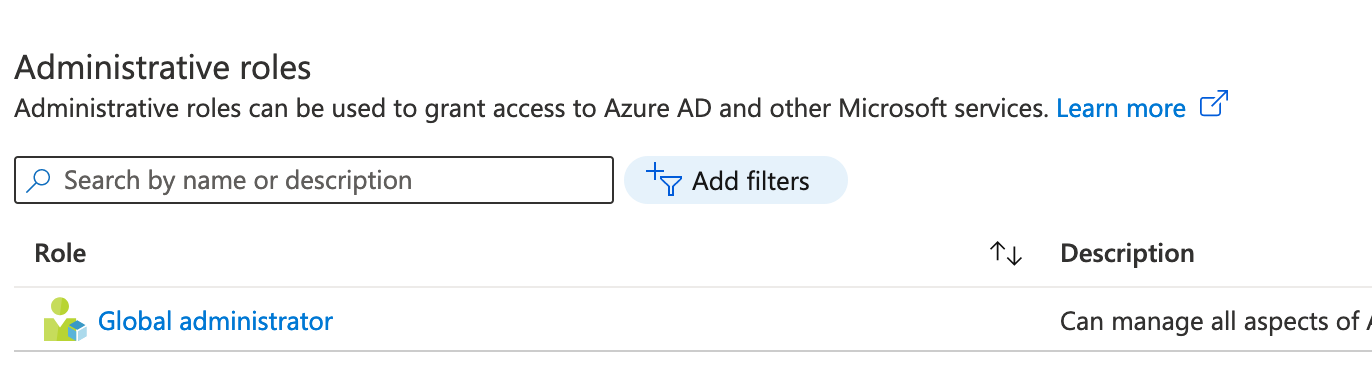 Administrative roles
Administrative roles can be used to grant access to Azure AD and other Microsoft services. Learn more
Search by name or description
Add filters
Role
Description
Global administrator
Can manage all aspects of